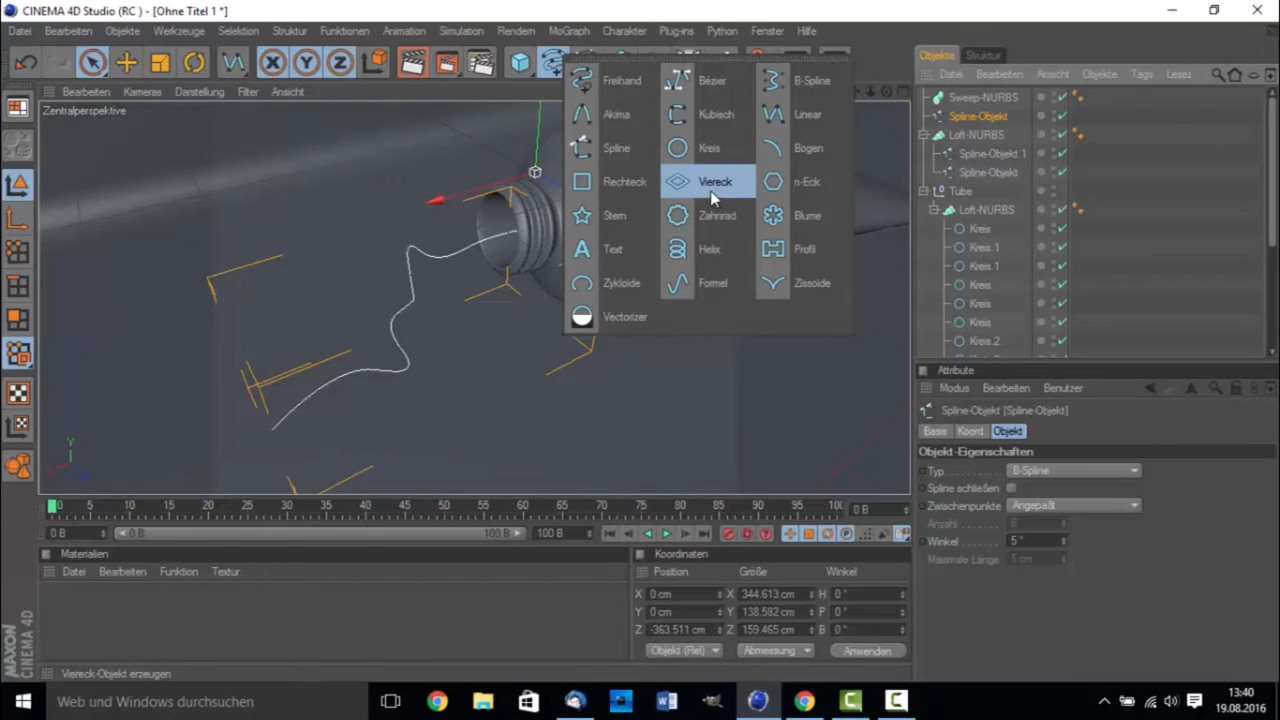 CINEMA 4D Studio (RC ) - [Ohne Titel 1 *]
Datei Bearbeiten Objekte Werkzeuge Selektion Struktur Funktionen Animation Simulation Rendern MoGraph Charakter Plug-ins Python Fenster Hilfe
Bearbeiten Kameras Darstellung Filter Ansicht
Zentralperspektive
Freihand Bézier B-Spline
Akima Kubisch Linear
Spline Kreis Bogen
Rechteck Viereck n-Eck
Stern Zahnrad Blume
Text Helix Profil
Zykloide Formel Zissoide
Vectorizer
Objekte Struktur
Datei Bearbeiten Ansicht Objekte Tags Lesez
Sweep-NURBS
Spline-Objekt
Loft-NURBS
Spline-Objekt 1
Spline-Objekt
Tube
Loft-NURBS
Kreis
Kreis.1
Kreis.1
Kreis
Kreis
Kreis
Kreis.2
Attribute
Modus Bearbeiten Benutzer
Spline-Objekt [Spline-Objekt]
Basis Koord. Objekt
Objekt-Eigenschaften
Typ B-Spline
Spline schließen
Zwischenpunkte Angepaßt
Anzahl 8
Winkel 5 °
Maximale Länge 5 cm
0 5 10 15 20 25 30 35 40 45 50 55 60 65 70 75 80 85 90 95 100 0 B
0 B 0 B 100 B 100 B
Materialien
Datei Bearbeiten Funktion Textur
Koordinaten
Position Größe Winkel
X 0 cm X 344.613 cm H 0 °
Y 0 cm Y 138.582 cm P 0 °
Z -363.511 cm Z 159.465 cm B 0 °
Objekt (Rel) Abmessung Anwenden
MAXON
CINEMA 4D
Viereck-Objekt erzeugen
Web und Windows durchsuchen
13:40
19.08.2016